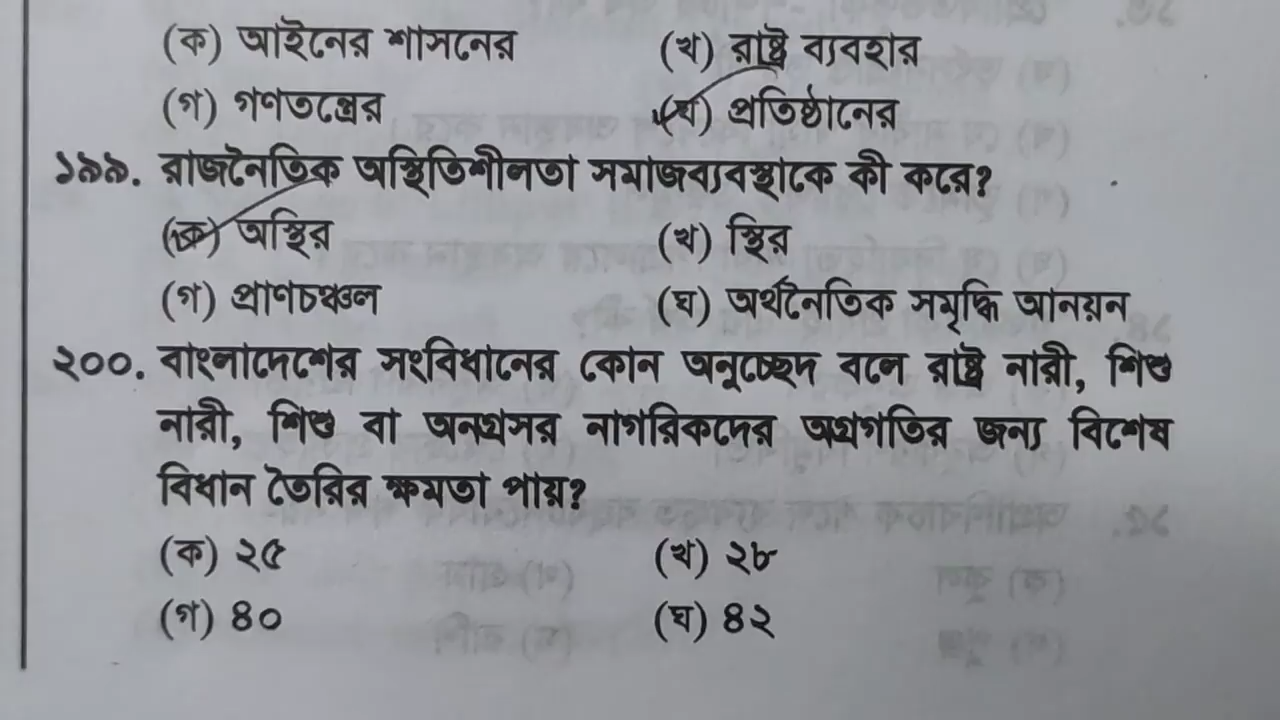 (ক) আইনের শাসনের (খ) রাষ্ট্র ব্যবহার
(গ) গণতন্ত্রের (ঘ) প্রতিষ্ঠানের
১৯৯. রাজনৈতিক অস্থিতিশীলতা সমাজব্যবস্থাকে কী করে?
(ক) অস্থির (খ) স্থির
(গ) প্রাণচঞ্চল (ঘ) অর্থনৈতিক সমৃদ্ধি আনয়ন
২০০. বাংলাদেশের সংবিধানের কোন অনুচ্ছেদ বলে রাষ্ট্র নারী, শিশু
নারী, শিশু বা অনগ্রসর নাগরিকদের অগ্রগতির জন্য বিশেষ
বিধান তৈরির ক্ষমতা পায়?
(ক) ২৫ (খ) ২৮
(গ) ৪০ (ঘ) ৪২